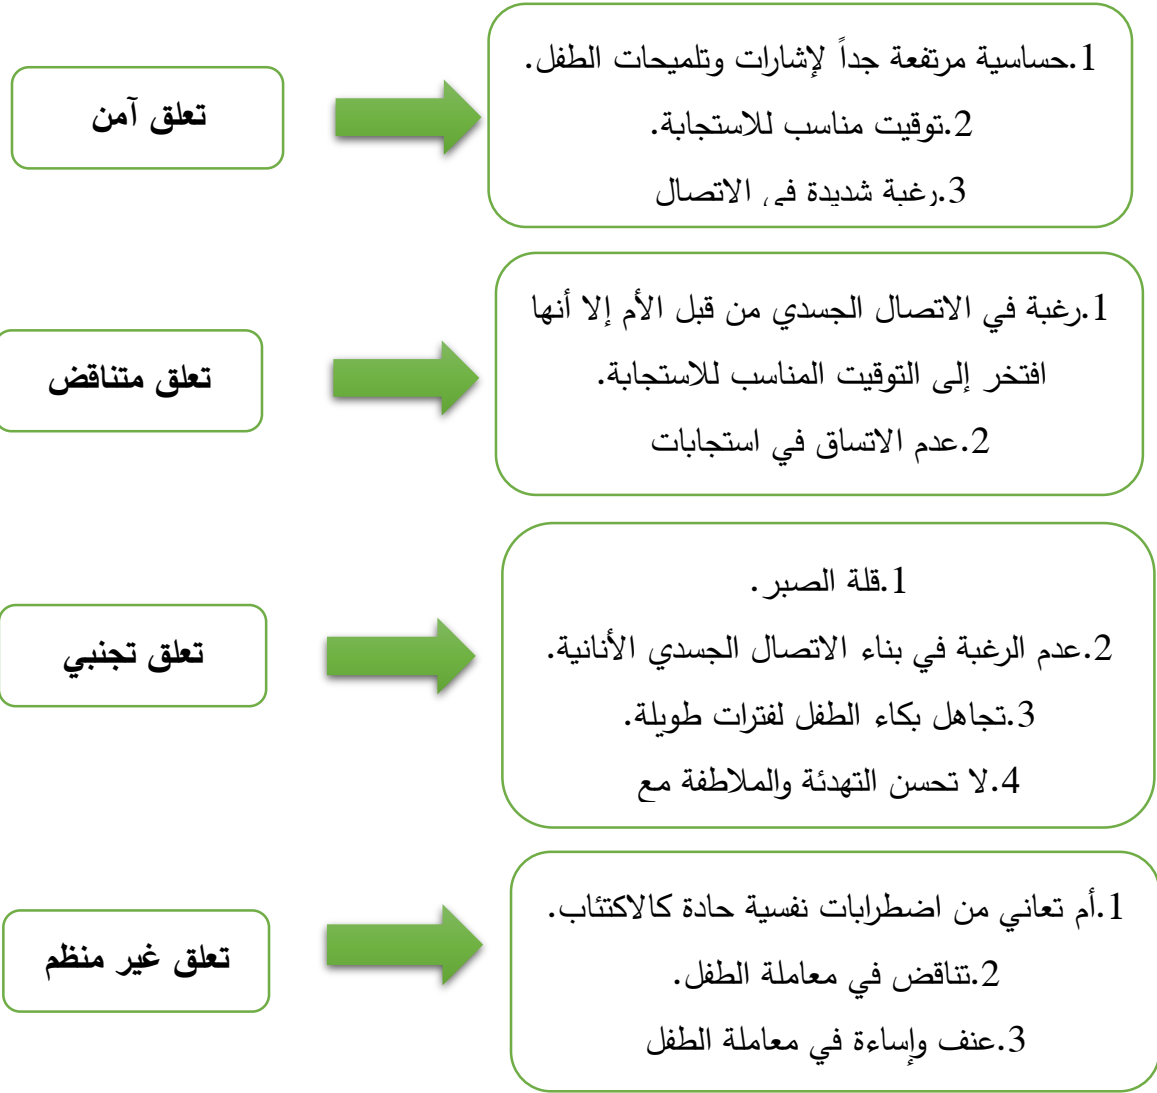 تعلق آمن
1.حساسية مرتفعة جداً لإشارات وتلميحات الطفل.
2.توقيت مناسب للاستجابة.
3.رغبة شديدة في الاتصال
تعلق متناقض
1.رغبة في الاتصال الجسدي من قبل الأم إلا أنها
افتخر إلى التوقيت المناسب للاستجابة.
2.عدم الاتساق في استجابات
تعلق تجنبي
1.قلة الصبر.
2.عدم الرغبة في بناء الاتصال الجسدي الأنانية.
3.تجاهل بكاء الطفل لفترات طويلة.
4.لا تحسن التهدئة والملاطفة مع
تعلق غير منظم
1.أم تعاني من اضطرابات نفسية حادة كالاكتئاب.
2.تناقض في معاملة الطفل.
3.عنف وإساءة في معاملة الطفل